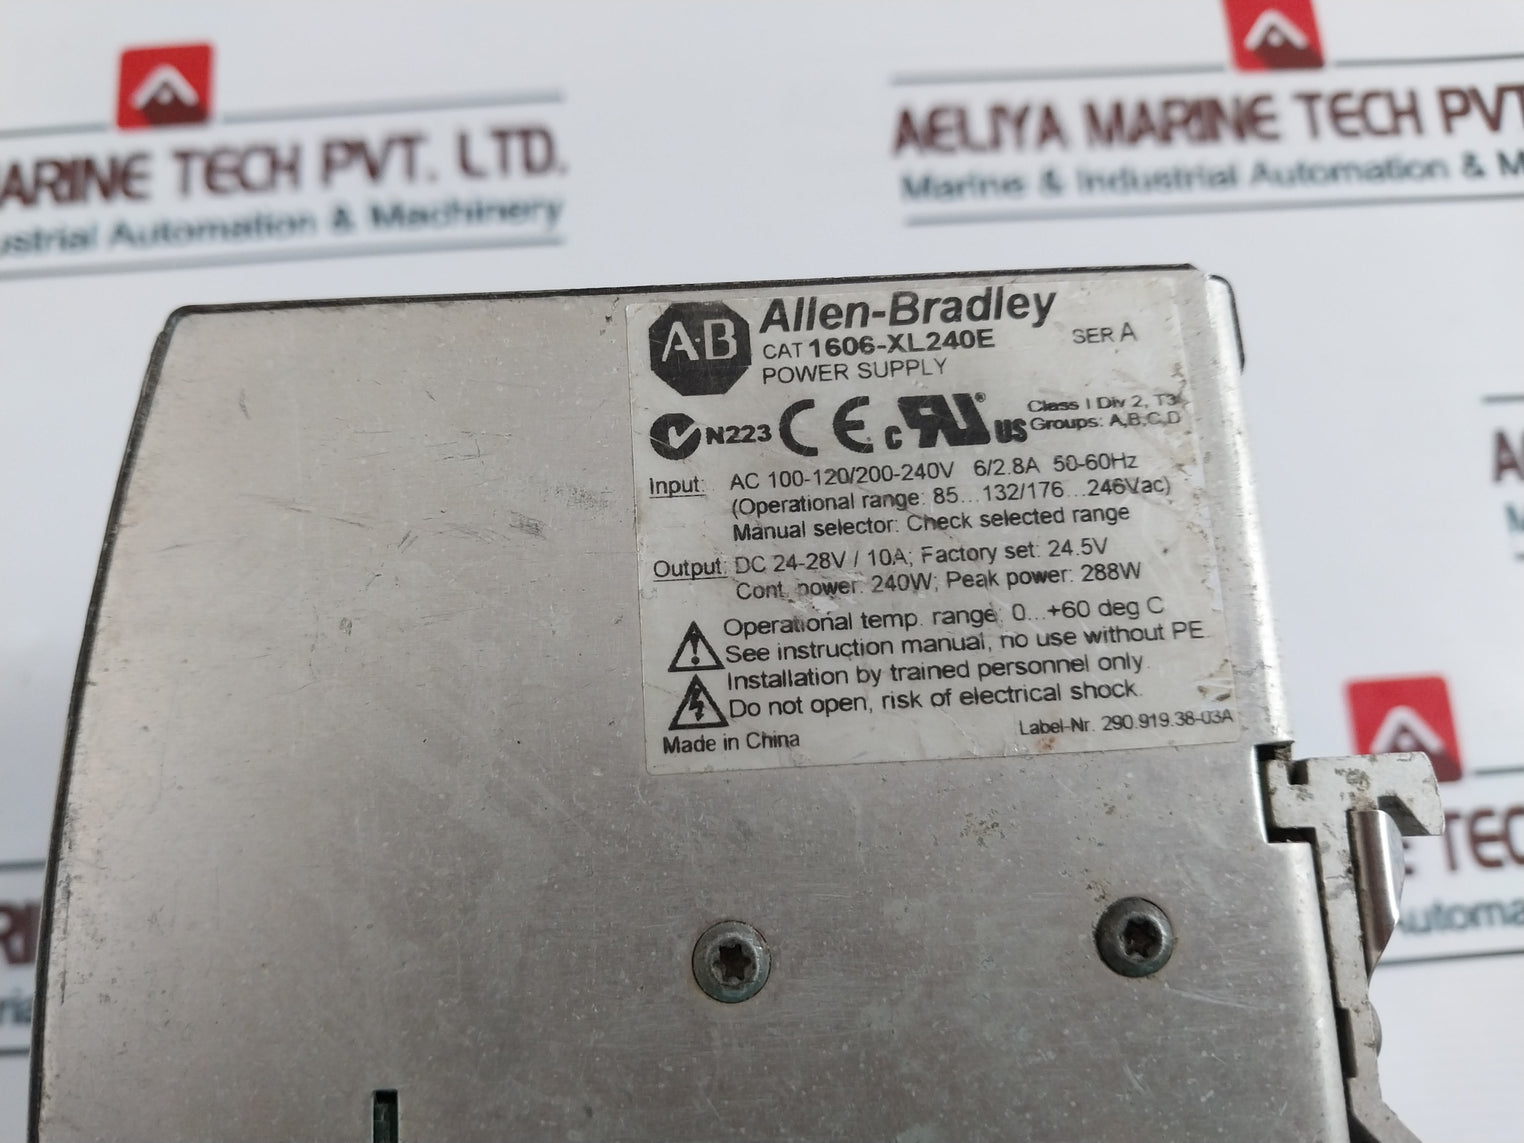 ARINE TECH PVT. LTD.
ustrial Automation & Machinery
AELIYA MARINE TECH PVT
Marine & Industrial Automation & M
A·B
Allen-Bradley
CAT 1606-XL240E SER A
POWER SUPPLY
N223 CE c UL ® US
Class I Div 2, T3
Groups: A,B,C,D
Input: AC 100-120/200-240V 6/2.8A 50-60Hz
(Operational range: 85...132/176...246Vac)
Manual selector: Check selected range
Output: DC 24-28V / 10A; Factory set: 24.5V
Cont. power: 240W; Peak power: 288W
Operational temp. range: 0...+60 deg C
See instruction manual, no use without PE.
Installation by trained personnel only.
Do not open, risk of electrical shock.
Made in China
Label-Nr. 290.919.38-03A
TEC
Automa